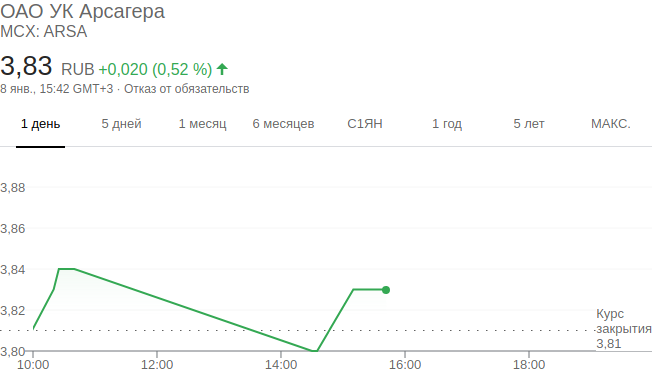 ОАО УК Арсагера
MCX: ARSA
3,83 RUB +0,020 (0,52 %)
8 янв., 15:42 GMT+3 · Отказ от обязательств
1 день 5 дней 1 месяц 6 месяцев С1ЯН 1 год 5 лет МАКС.
3,88
3,86
3,84
3,82
3,80
Курс
закрытия
3,81
10:00 12:00 14:00 16:00 18:00